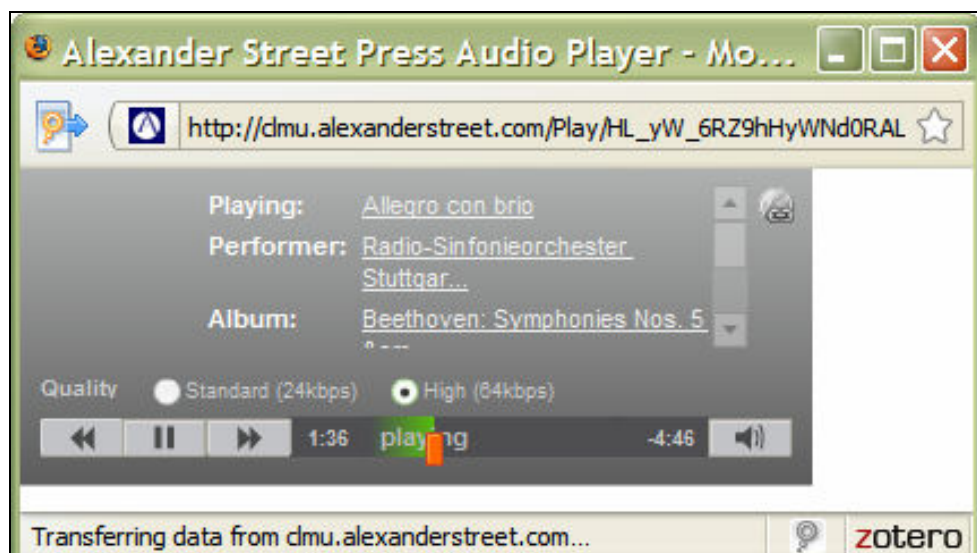 Alexander Street Press Audio Player - Mo...
http://clmu.alexanderstreet.com/Play/HL_yW_6RZ9hHyWNd0RAL
Playing: Allegro con brio
Performer: Radio-Sinfonieorchester
Stuttgar...
Album: Beethoven: Symphonies Nos. 5
Quality Standard (24kbps) High (64kbps)
1:36 playing -4:46
Transferring data from clmu.alexanderstreet.com... zotero